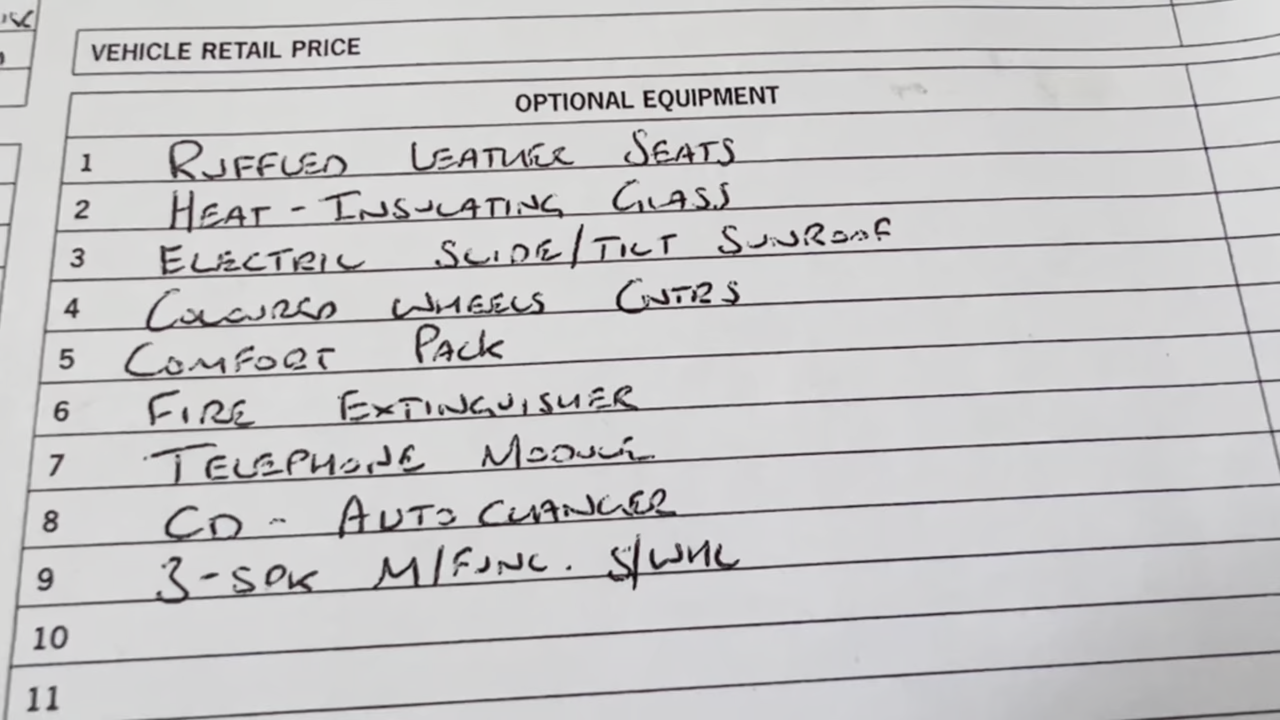 VEHICLE RETAIL PRICE
OPTIONAL EQUIPMENT
1 RUFFLED LEATHER SEATS
2 HEAT-INSULATING GLASS
3 ELECTRIC SLIDE/TILT SUNROOF
4 COLOURED WHEELS CNTRS
5 COMFORT PACK
6 FIRE EXTINGUISHER
7 TELEPHONE MODULE
8 CD - AUTO CHANGER
9 3-SPK M/FUNC. S/WHL
10
11